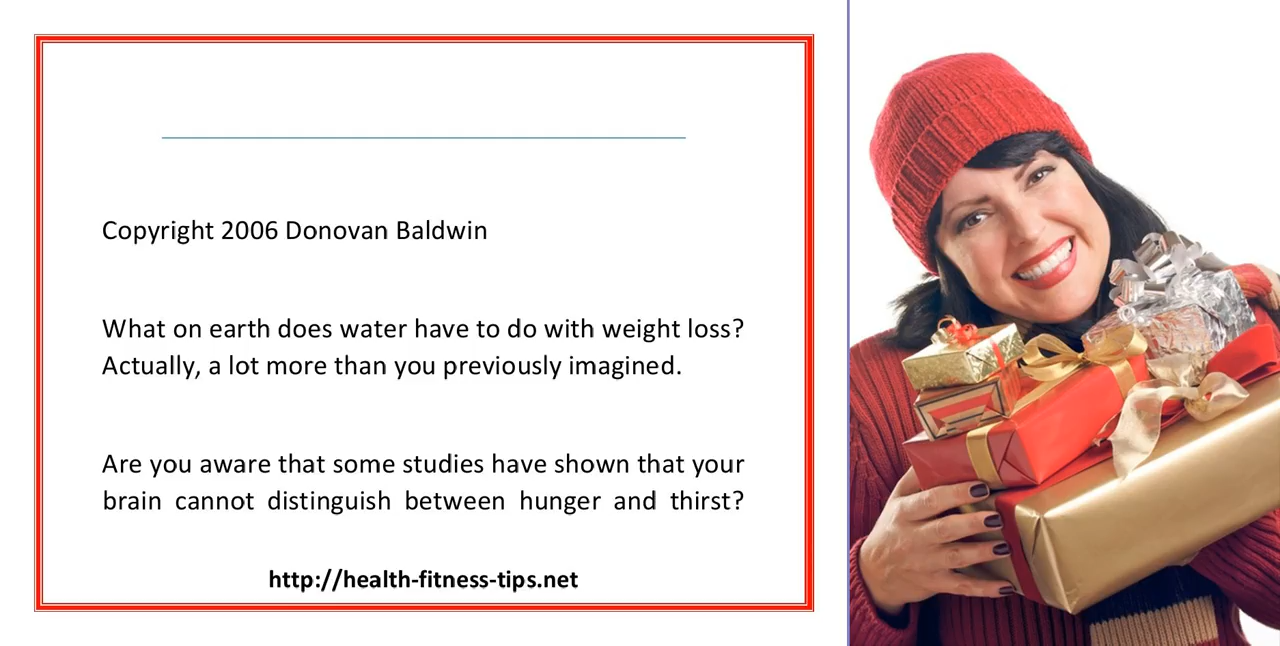 Copyright 2006 Donovan Baldwin
What on earth does water have to do with weight loss?
Actually, a lot more than you previously imagined.
Are you aware that some studies have shown that your
brain cannot distinguish between hunger and thirst?
http://health-fitness-tips.net